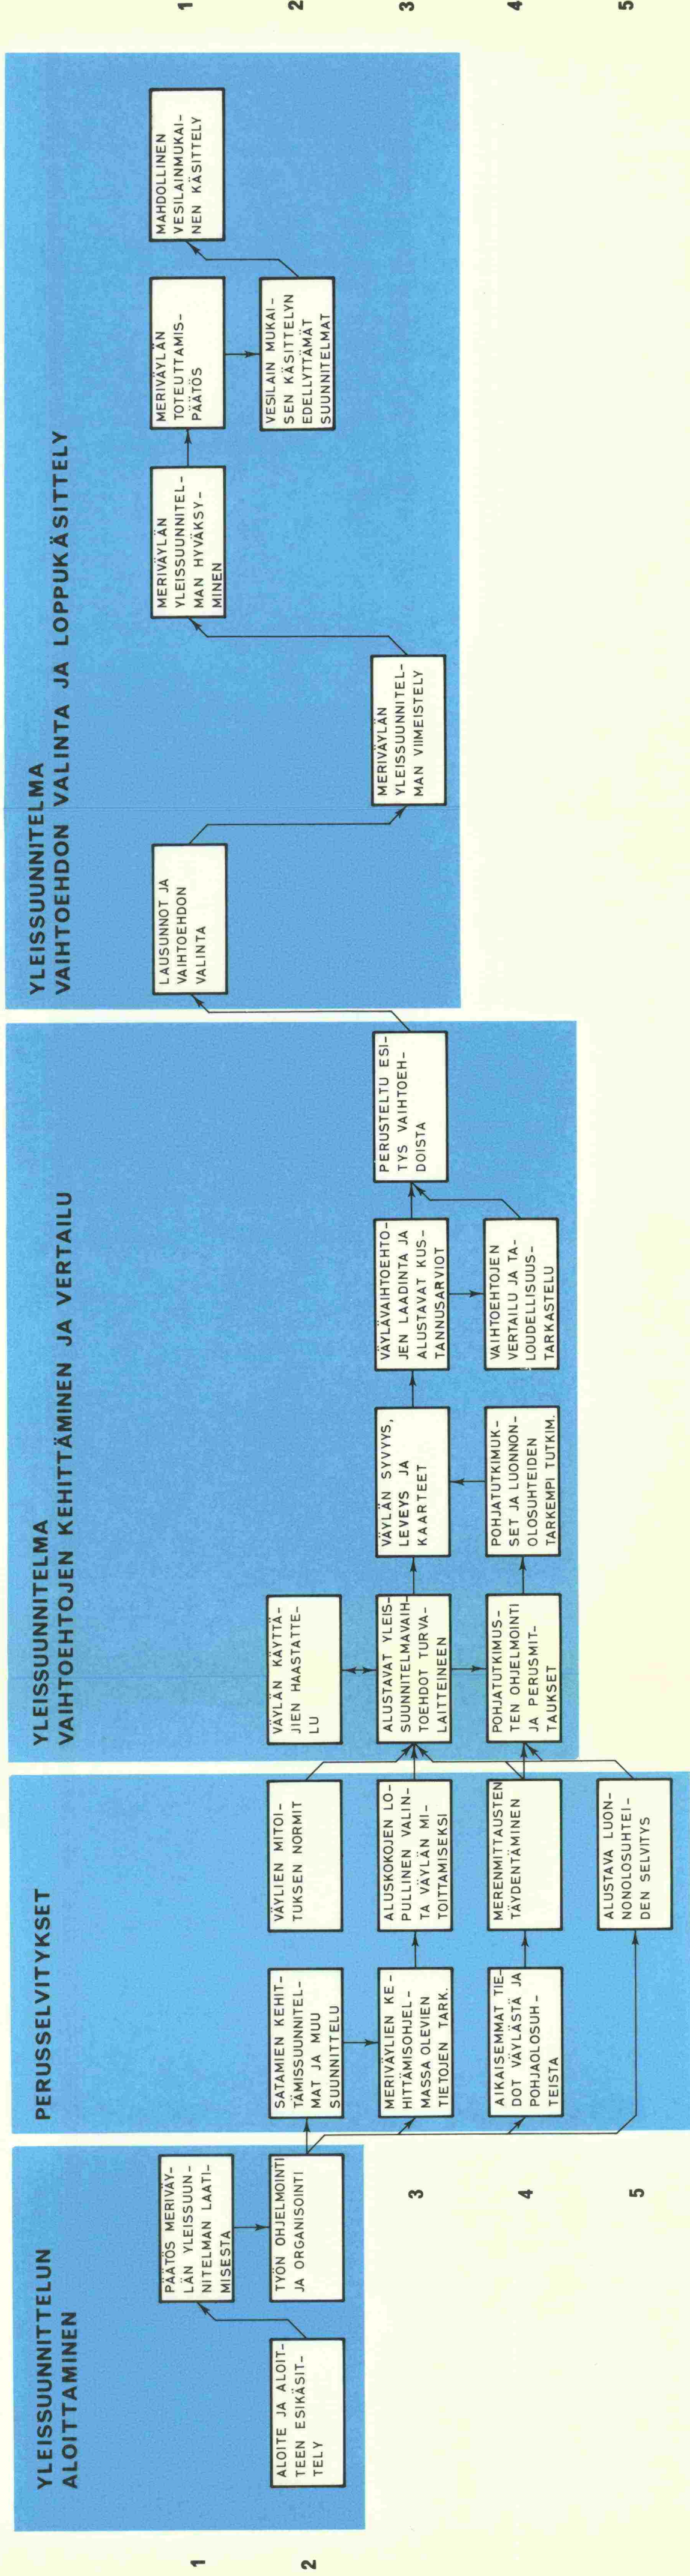 YLEISSUUNNITTELUN
ALOITTAMINEN
1
2
ALOITE JA ALOIT-
TEEN ESIKÄSIT-
TELY
PÄÄTÖS MERIVÄY-
LÄN YLEISSUUN-
NITELMAN LAATI-
MISESTA
TYÖN OHJELMOINTI
JA ORGANISOINTI
3
4
5
PERUSSELVITYKSET
SATAMIEN KEHIT-
TÄMISSUUNNITEL-
MAT JA MUU
SUUNNITTELU
MERIVÄYLIEN KE-
HITTÄMISOHJEL-
MASSA OLEVIEN
TIETOJEN TARK.
AIKAISEMMAT TIE-
DOT VÄYLÄSTÄ JA
POHJAOLOSUH-
TEISTA
VÄYLIEN MITOI-
TUKSEN NORMIT
ALUSKOKOJEN LO-
PULLINEN VALIN-
TA VÄYLÄN MI-
TOITTAMISEKSI
MERENMITTAUSTEN
TÄYDENTÄMINEN
ALUSTAVA LUON-
NONOLOSUHTEI-
DEN SELVITYS
YLEISSUUNNITELMA
VAIHTOEHTOJEN KEHITTÄMINEN JA VERTAILU
VÄYLÄN KÄYTTÄ-
JIEN HAASTATTE-
LU
ALUSTAVAT YLEIS-
SUUNNITELMAVAIH-
TOEHDOT TURVA-
LAITTEINEEN
POHJATUTKIMUS-
TEN OHJELMOINTI
JA PERUSMIT-
TAUKSET
VÄYLÄN SYVYYS,
LEVEYS JA
KAARTEET
POHJATUTKIMUK-
SET JA LUONNON-
OLOSUHTEIDEN
TARKEMPI TUTKIM.
VÄYLÄVAIHTOEHTO-
JEN LAADINTA JA
ALUSTAVAT KUS-
TANNUSARVIOT
VAIHTOEHTOJEN
VERTAILU JA TA-
LOUDELLISUUS-
TARKASTELU
PERUSTELTU ESI-
TYS VAIHTOEH-
DOISTA
YLEISSUUNNITELMA
VAIHTOEHDON VALINTA JA LOPPUKÄSITTELY
LAUSUNNOT JA
VAIHTOEHDON
VALINTA
MERIVÄYLÄN
YLEISSUUNNITEL-
MAN VIIMEISTELY
MERIVÄYLÄN
YLEISSUUNNITEL-
MAN HYVÄKSY-
MINEN
MERIVÄYLÄN
TOTEUTTAMIS-
PÄÄTÖS
VESILAIN MUKAI-
SEN KÄSITTELYN
EDELLYTTÄMÄT
SUUNNITELMAT
MAHDOLLINEN
VESILAINMUKAI-
NEN KÄSITTELY
1
2
3
4
5